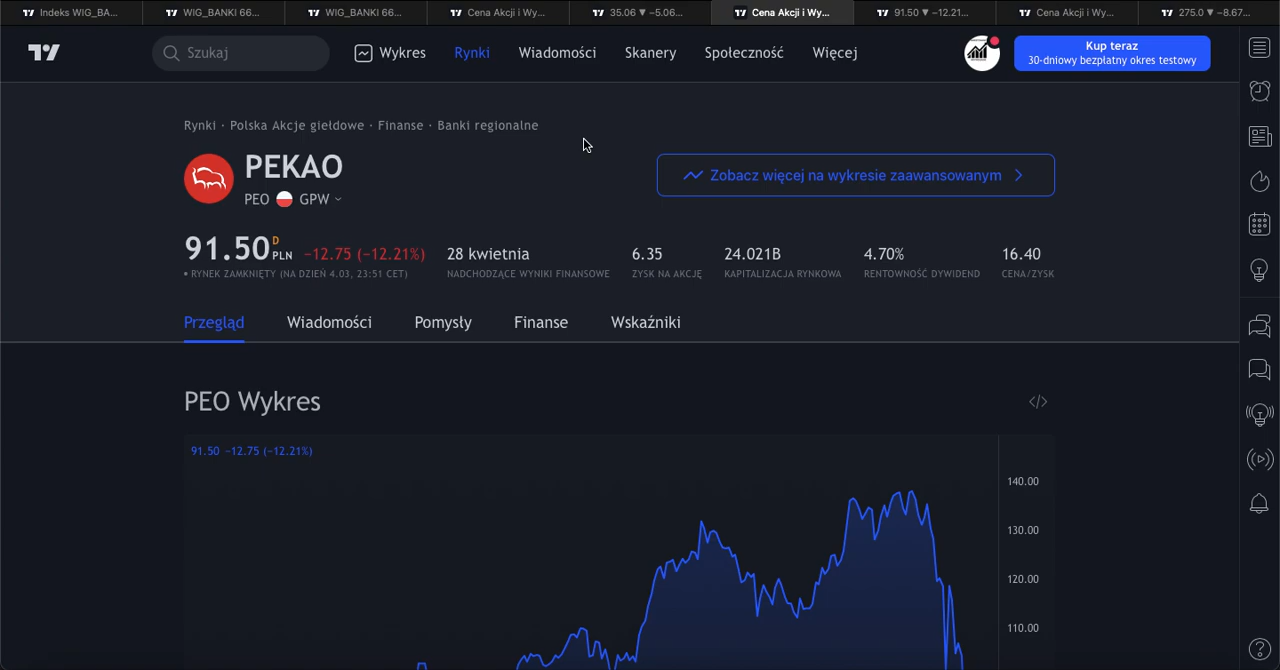 Indeks WIG_BA...
WIG_BANKI 66...
WIG_BANKI 66...
Cena Akcji i Wy...
35.06 ▼ −5.06...
Cena Akcji i Wy...
91.50 ▼ −12.21...
Cena Akcji i Wy...
275.0 ▼ −8.67...
Szukaj
Wykres
Rynki
Wiadomości
Skanery
Społeczność
Więcej
Kup teraz
30-dniowy bezpłatny okres testowy
Rynki · Polska Akcje giełdowe · Finanse · Banki regionalne
PEKAO
PEO GPW
Zobacz więcej na wykresie zaawansowanym
91.50 D PLN −12.75 (−12.21%)
• RYNEK ZAMKNIĘTY (NA DZIEŃ 4.03, 23:51 CET)
28 kwietnia
NADCHODZĄCE WYNIKI FINANSOWE
6.35
ZYSK NA AKCJĘ
24.021B
KAPITALIZACJA RYNKOWA
4.70%
RENTOWNOŚĆ DYWIDEND
16.40
CENA/ZYSK
Przegląd
Wiadomości
Pomysły
Finanse
Wskaźniki
PEO Wykres
</>
91.50 −12.75 (−12.21%)
140.00
130.00
120.00
110.00